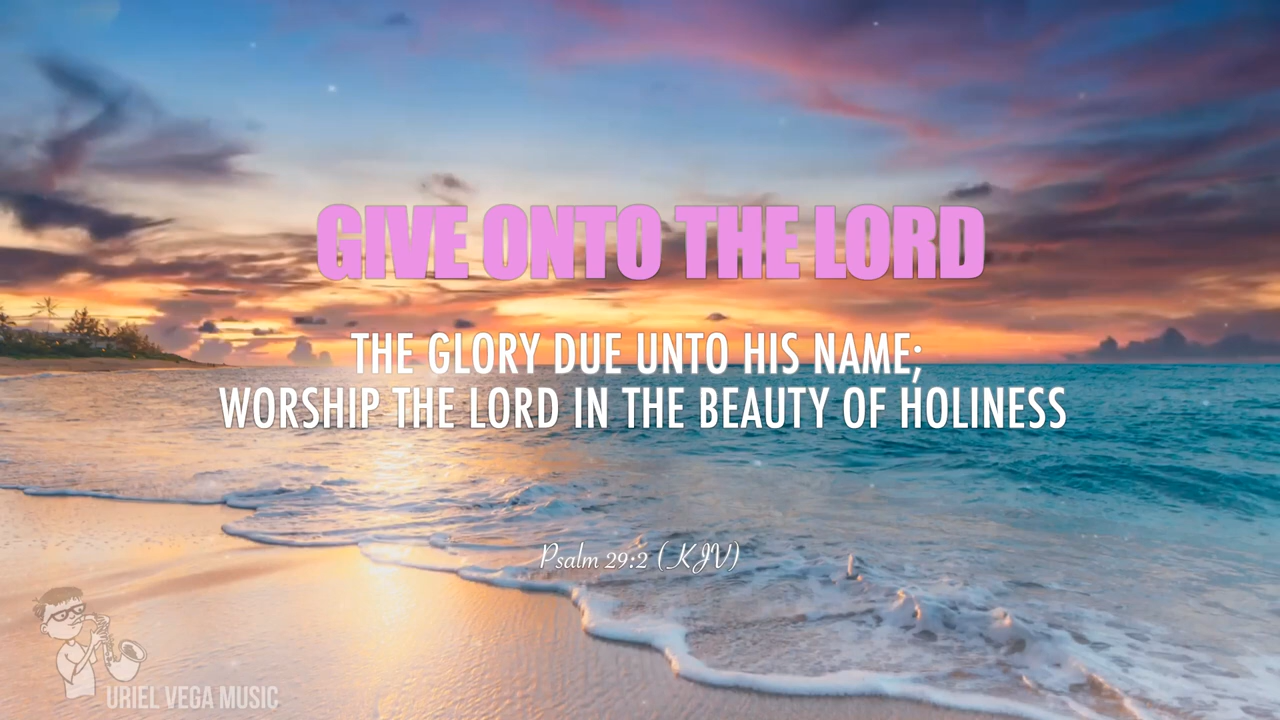 GIVE ONTO THE LORD
THE GLORY DUE UNTO HIS NAME;
WORSHIP THE LORD IN THE BEAUTY OF HOLINESS
Psalm 29:2 (KJV)
URIEL VEGA MUSIC